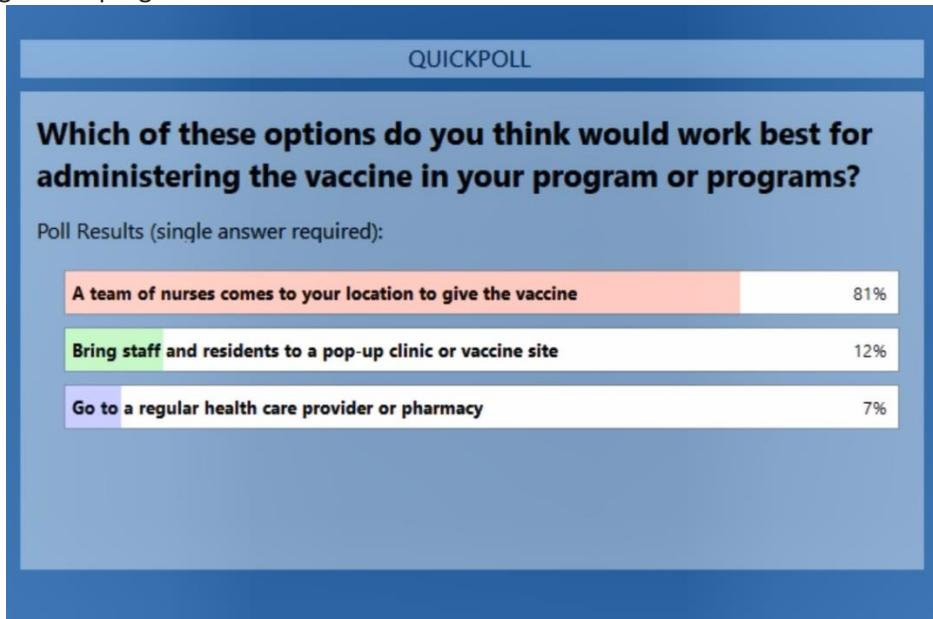 QUICKPOLL
Which of these options do you think would work best for
administering the vaccine in your program or programs?
Poll Results (single answer required):
A team of nurses comes to your location to give the vaccine 81%
Bring staff and residents to a pop-up clinic or vaccine site 12%
Go to a regular health care provider or pharmacy 7%